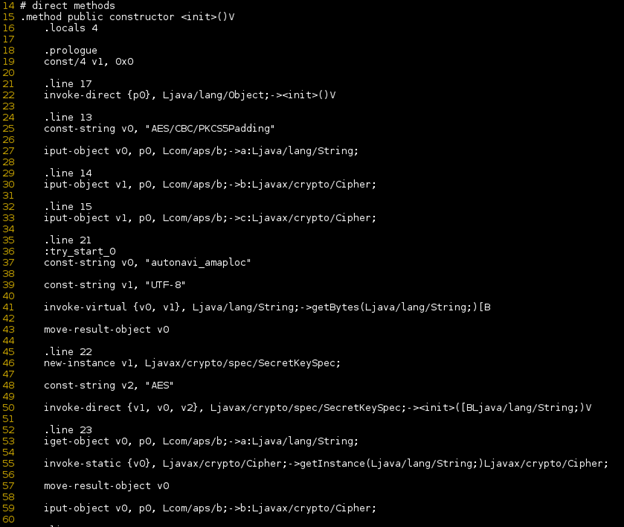 14 # direct methods
15 .method public constructor <init>()V
16     .locals 4
17
18     .prologue
19     const/4 v1, 0x0
20
21     .line 17
22     invoke-direct {p0}, Ljava/lang/Object;-><init>()V
23
24     .line 13
25     const-string v0, "AES/CBC/PKCS5Padding"
26
27     iput-object v0, p0, Lcom/aps/b;->a:Ljava/lang/String;
28
29     .line 14
30     iput-object v1, p0, Lcom/aps/b;->b:Ljavax/crypto/Cipher;
31
32     .line 15
33     iput-object v1, p0, Lcom/aps/b;->c:Ljavax/crypto/Cipher;
34
35     .line 21
36     :try_start_0
37     const-string v0, "autonavi_amaploc"
38
39     const-string v1, "UTF-8"
40
41     invoke-virtual {v0, v1}, Ljava/lang/String;->getBytes(Ljava/lang/String;)[B
42
43     move-result-object v0
44
45     .line 22
46     new-instance v1, Ljavax/crypto/spec/SecretKeySpec;
47
48     const-string v2, "AES"
49
50     invoke-direct {v1, v0, v2}, Ljavax/crypto/spec/SecretKeySpec;-><init>([BLjava/lang/String;)V
51
52     .line 23
53     iget-object v0, p0, Lcom/aps/b;->a:Ljava/lang/String;
54
55     invoke-static {v0}, Ljavax/crypto/Cipher;->getInstance(Ljava/lang/String;)Ljavax/crypto/Cipher;
56
57     move-result-object v0
58
59     iput-object v0, p0, Lcom/aps/b;->b:Ljavax/crypto/Cipher;
60